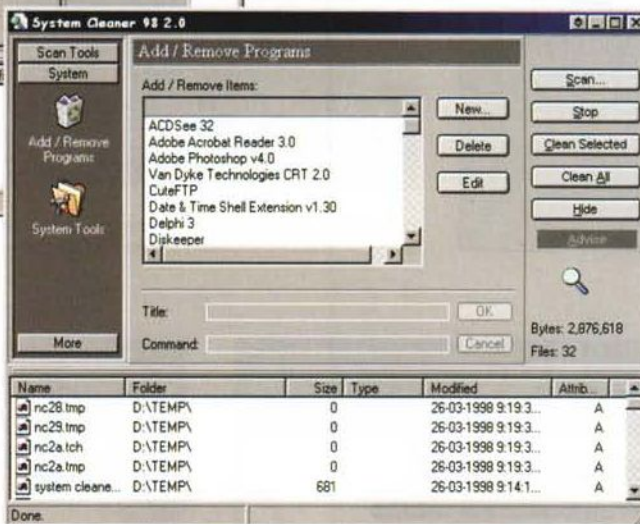 System Cleaner 98 2.0
Scan Tools
System
Add / Remove Programs
System Tools
More
Add / Remove Programs
Add / Remove Items:
ACDSee 32
Adobe Acrobat Reader 3.0
Adobe Photoshop v4.0
Van Dyke Technologies CRT 2.0
CuteFTP
Date & Time Shell Extension v1.30
Delphi 3
Diskeeper
New...
Delete
Edit
Title:
OK
Command:
Cancel
Scan...
Stop
Clean Selected
Clean All
Hide
Advise
Bytes: 2,876,618
Files: 32
Name Folder Size Type Modified Attrib...
nc28.tmp D:\TEMP\ 0 26-03-1998 9:19:3... A
nc29.tmp D:\TEMP\ 0 26-03-1998 9:19:3... A
nc2a.tch D:\TEMP\ 0 26-03-1998 9:19:3... A
nc2a.tmp D:\TEMP\ 0 26-03-1998 9:19:3... A
system cleane... D:\TEMP\ 681 26-03-1998 9:14:1... A
Done.